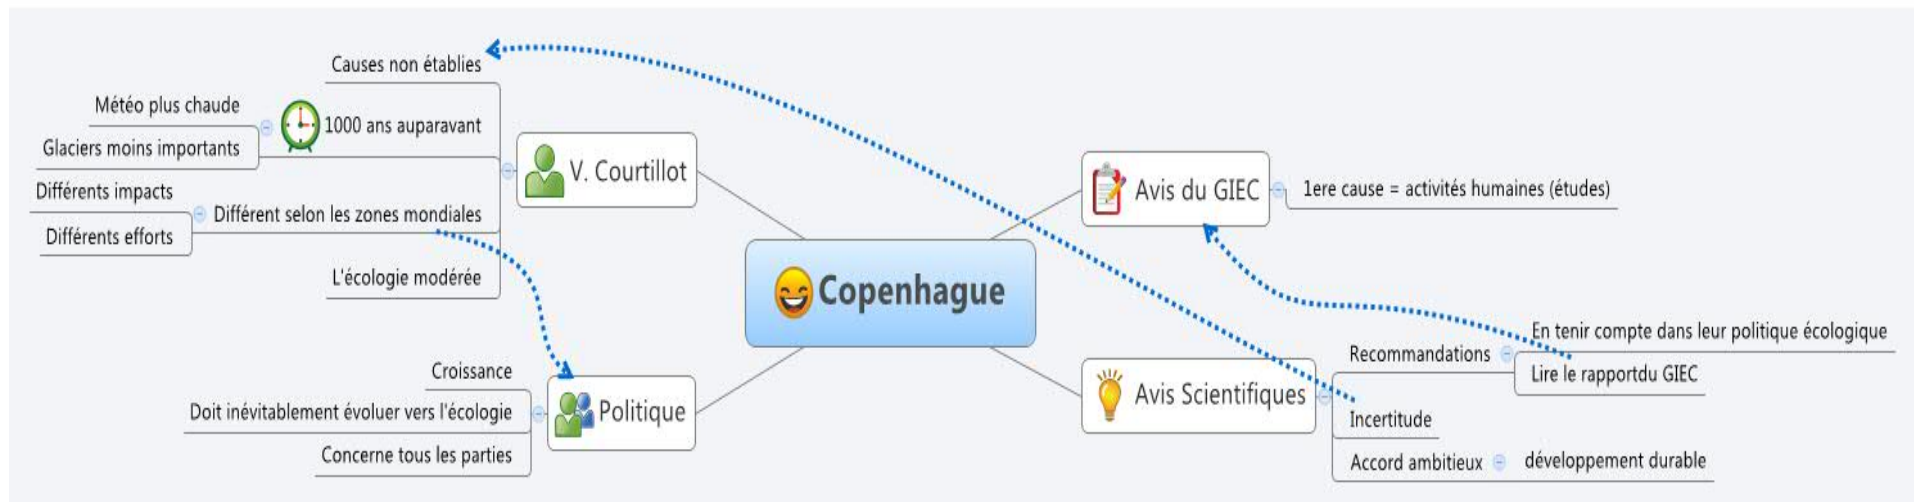 Causes non établies
Météo plus chaude
1000 ans auparavant
Glaciers moins importants
Différents impacts
Différent selon les zones mondiales
Différents efforts
L'écologie modérée
V. Courtillot
Avis du GIEC
1ere cause = activités humaines (études)
Copenhague
Croissance
Doit inévitablement évoluer vers l'écologie
Concerne tous les parties
Politique
Avis Scientifiques
Recommandations
En tenir compte dans leur politique écologique
Lire le rapportdu GIEC
Incertitude
Accord ambitieux
développement durable